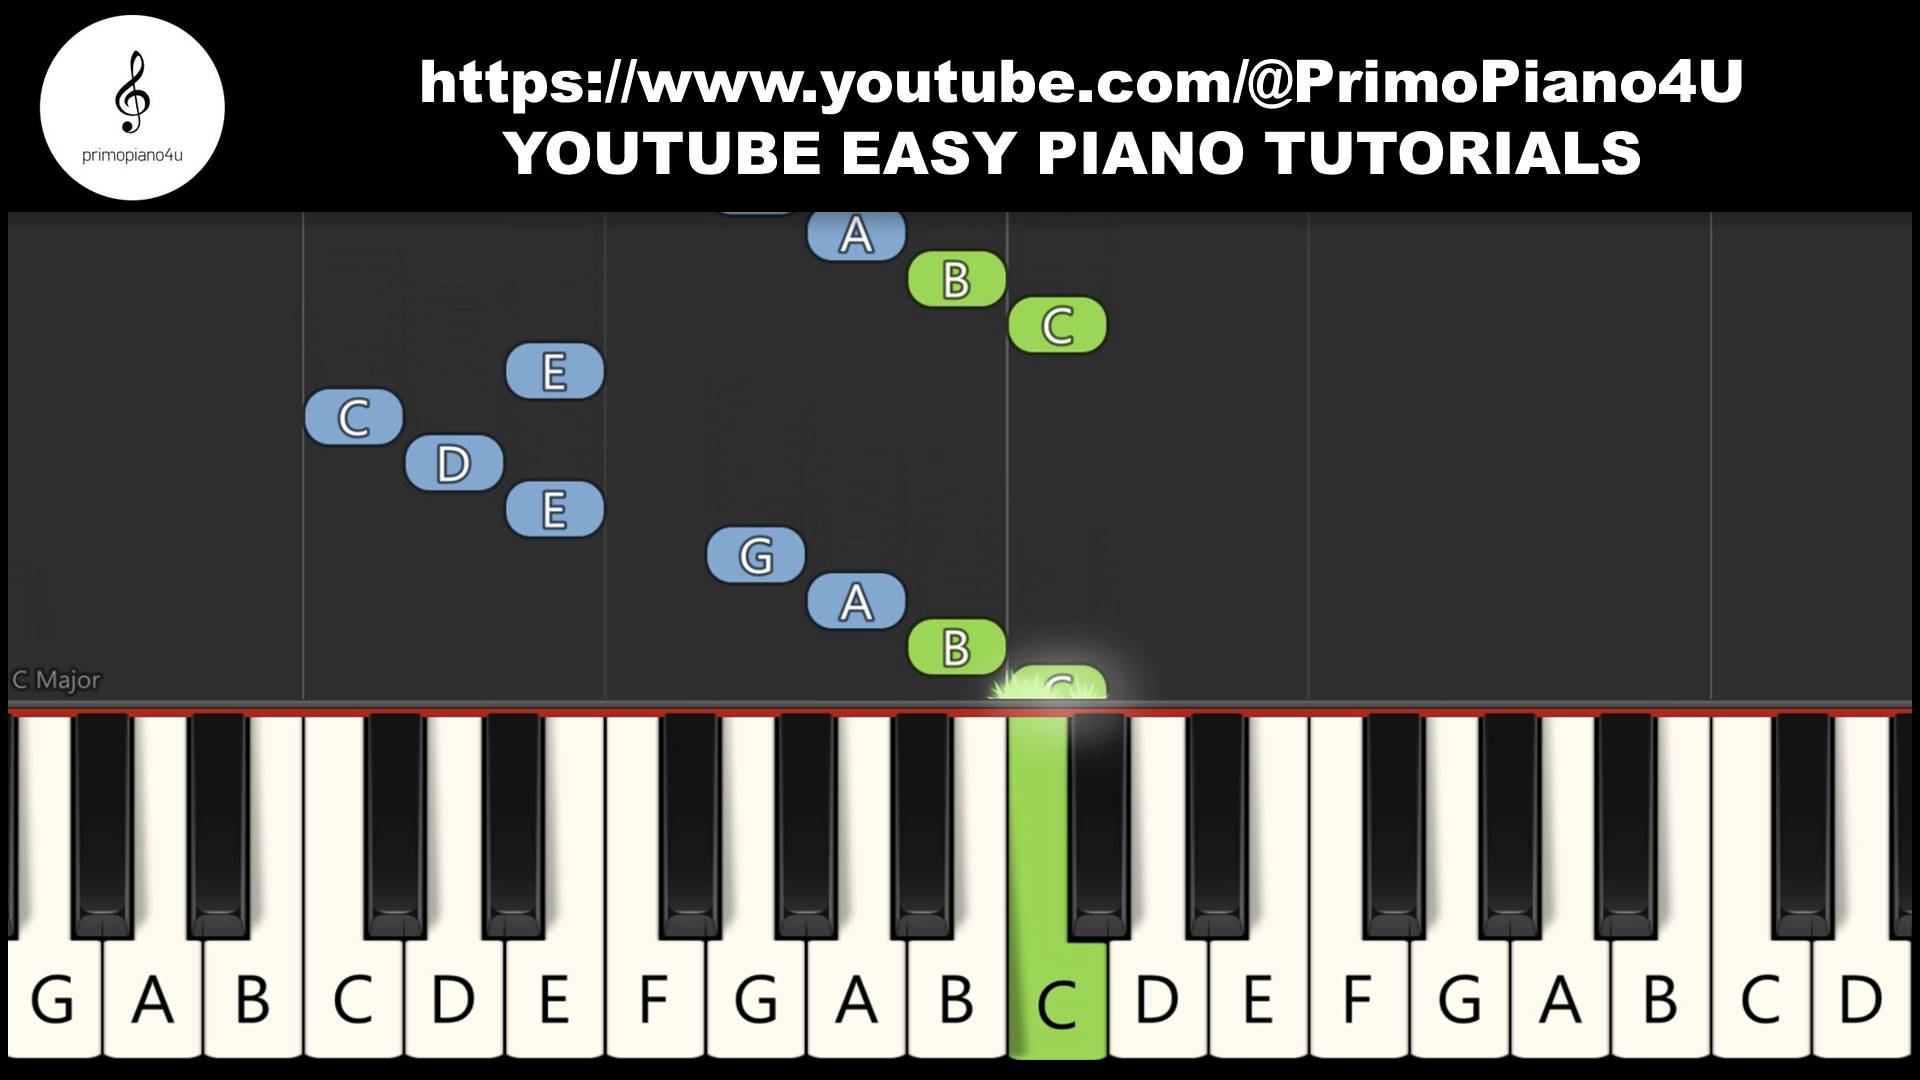 primopiano4u
https://www.youtube.com/@PrimoPiano4U
YOUTUBE EASY PIANO TUTORIALS
A
B
C
E
C
D
E
G
A
B
C
C Major
G A B C D E F G A B C D E F G A B C D